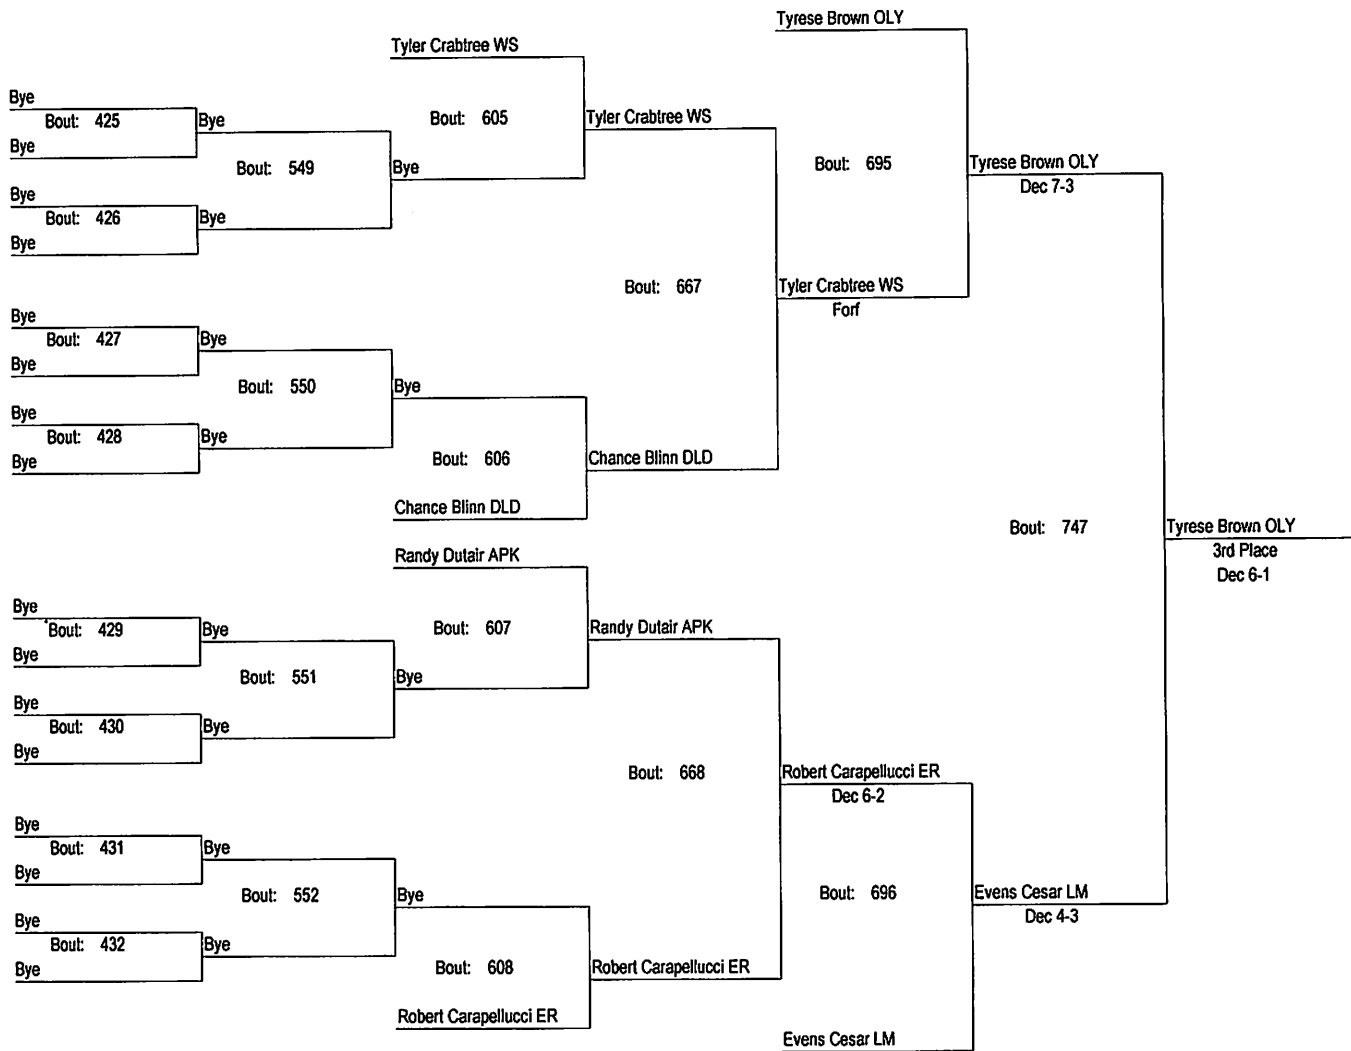 Tyrese Brown OLY
Tyler Crabtree WS
Bye
Bout: 425
Bye
Bye
Bout: 549
Bout: 605
Tyler Crabtree WS
Bye
Bout: 695
Tyrese Brown OLY
Dec 7-3
Bye
Bout: 426
Bye
Bye
Bout: 667
Tyler Crabtree WS
Forf
Bye
Bout: 427
Bye
Bye
Bout: 550
Bye
Bye
Bout: 428
Bye
Bye
Bout: 606
Chance Blinn DLD
Chance Blinn DLD
Bout: 747
Tyrese Brown OLY
3rd Place
Dec 6-1
Randy Dutair APK
Bye
Bout: 429
Bye
Bye
Bout: 607
Randy Dutair APK
Bout: 551
Bye
Bye
Bout: 430
Bye
Bye
Bout: 668
Robert Carapellucci ER
Dec 6-2
Bye
Bout: 431
Bye
Bye
Bout: 552
Bye
Bout: 696
Evens Cesar LM
Dec 4-3
Bye
Bout: 432
Bye
Bye
Bout: 608
Robert Carapellucci ER
Robert Carapellucci ER
Evens Cesar LM